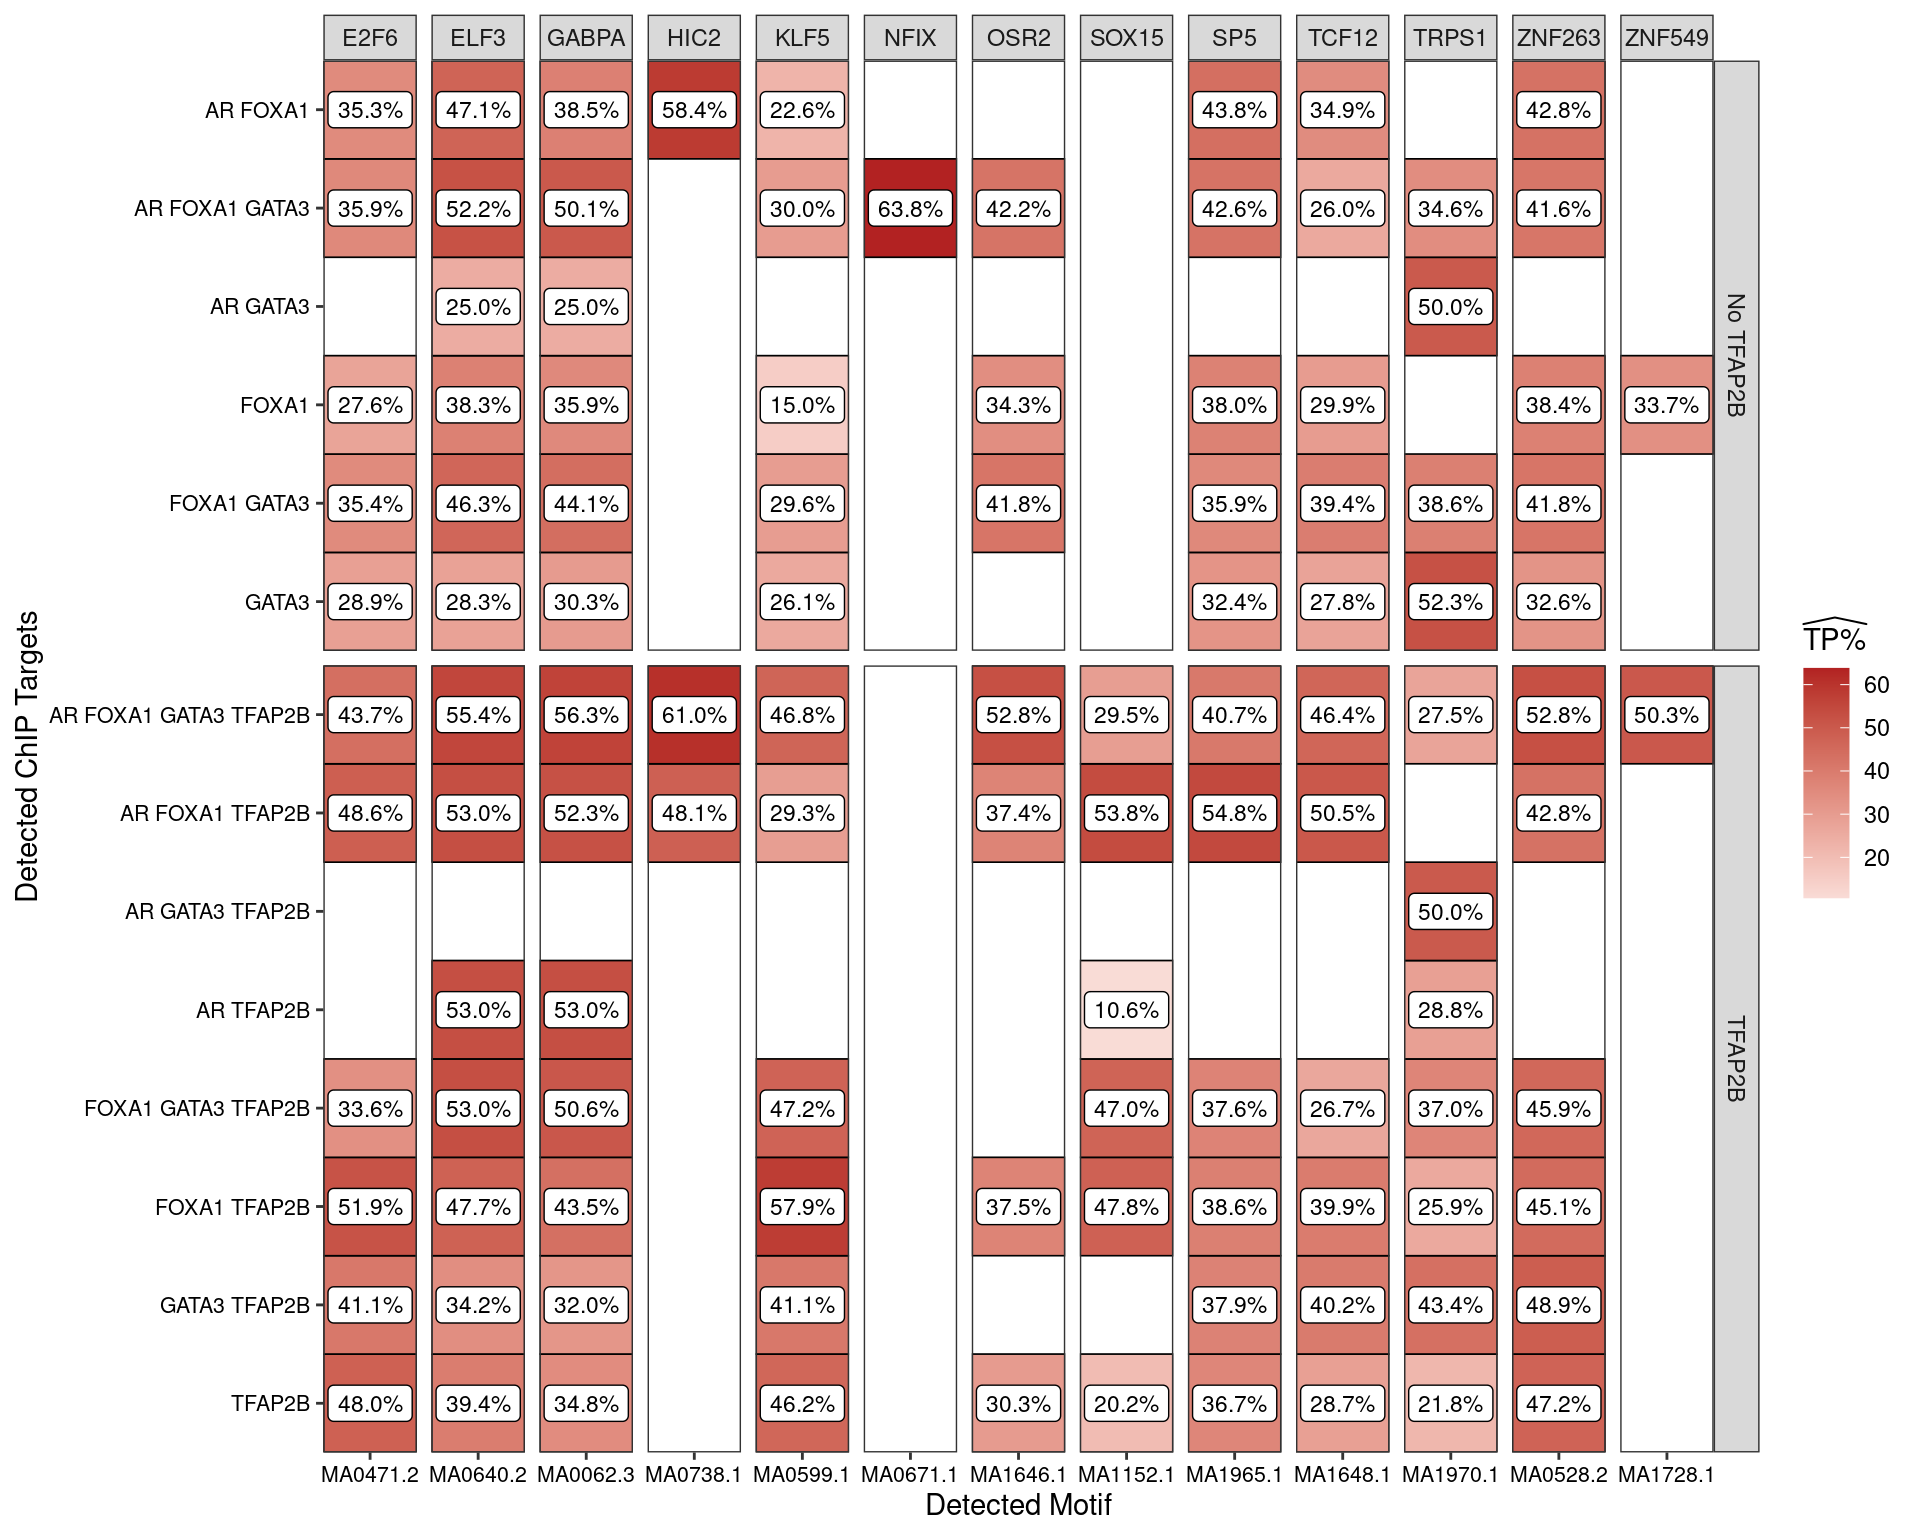 E2F6 ELF3 GABPA HIC2 KLF5 NFIX OSR2 SOX15 SP5 TCF12 TRPS1 ZNF263 ZNF549
AR FOXA1 35.3% 47.1% 38.5% 58.4% 22.6% 43.8% 34.9% 42.8%
AR FOXA1 GATA3 35.9% 52.2% 50.1% 30.0% 63.8% 42.2% 42.6% 26.0% 34.6% 41.6%
AR GATA3 25.0% 25.0% 50.0%
FOXA1 27.6% 38.3% 35.9% 15.0% 34.3% 38.0% 29.9% 38.4% 33.7%
FOXA1 GATA3 35.4% 46.3% 44.1% 29.6% 41.8% 35.9% 39.4% 38.6% 41.8%
GATA3 28.9% 28.3% 30.3% 26.1% 32.4% 27.8% 52.3% 32.6%
No TFAP2B
AR FOXA1 GATA3 TFAP2B 43.7% 55.4% 56.3% 61.0% 46.8% 52.8% 29.5% 40.7% 46.4% 27.5% 52.8% 50.3%
AR FOXA1 TFAP2B 48.6% 53.0% 52.3% 48.1% 29.3% 37.4% 53.8% 54.8% 50.5% 42.8%
AR GATA3 TFAP2B 50.0%
AR TFAP2B 53.0% 53.0% 10.6% 28.8%
FOXA1 GATA3 TFAP2B 33.6% 53.0% 50.6% 47.2% 47.0% 37.6% 26.7% 37.0% 45.9%
FOXA1 TFAP2B 51.9% 47.7% 43.5% 57.9% 37.5% 47.8% 38.6% 39.9% 25.9% 45.1%
GATA3 TFAP2B 41.1% 34.2% 32.0% 41.1% 37.9% 40.2% 43.4% 48.9%
TFAP2B 48.0% 39.4% 34.8% 46.2% 30.3% 20.2% 36.7% 28.7% 21.8% 47.2%
TFAP2B
MA0471.2 MA0640.2 MA0062.3 MA0738.1 MA0599.1 MA0671.1 MA1646.1 MA1152.1 MA1965.1 MA1648.1 MA1970.1 MA0528.2 MA1728.1
Detected Motif
Detected ChIP Targets
TP%
60
50
40
30
20